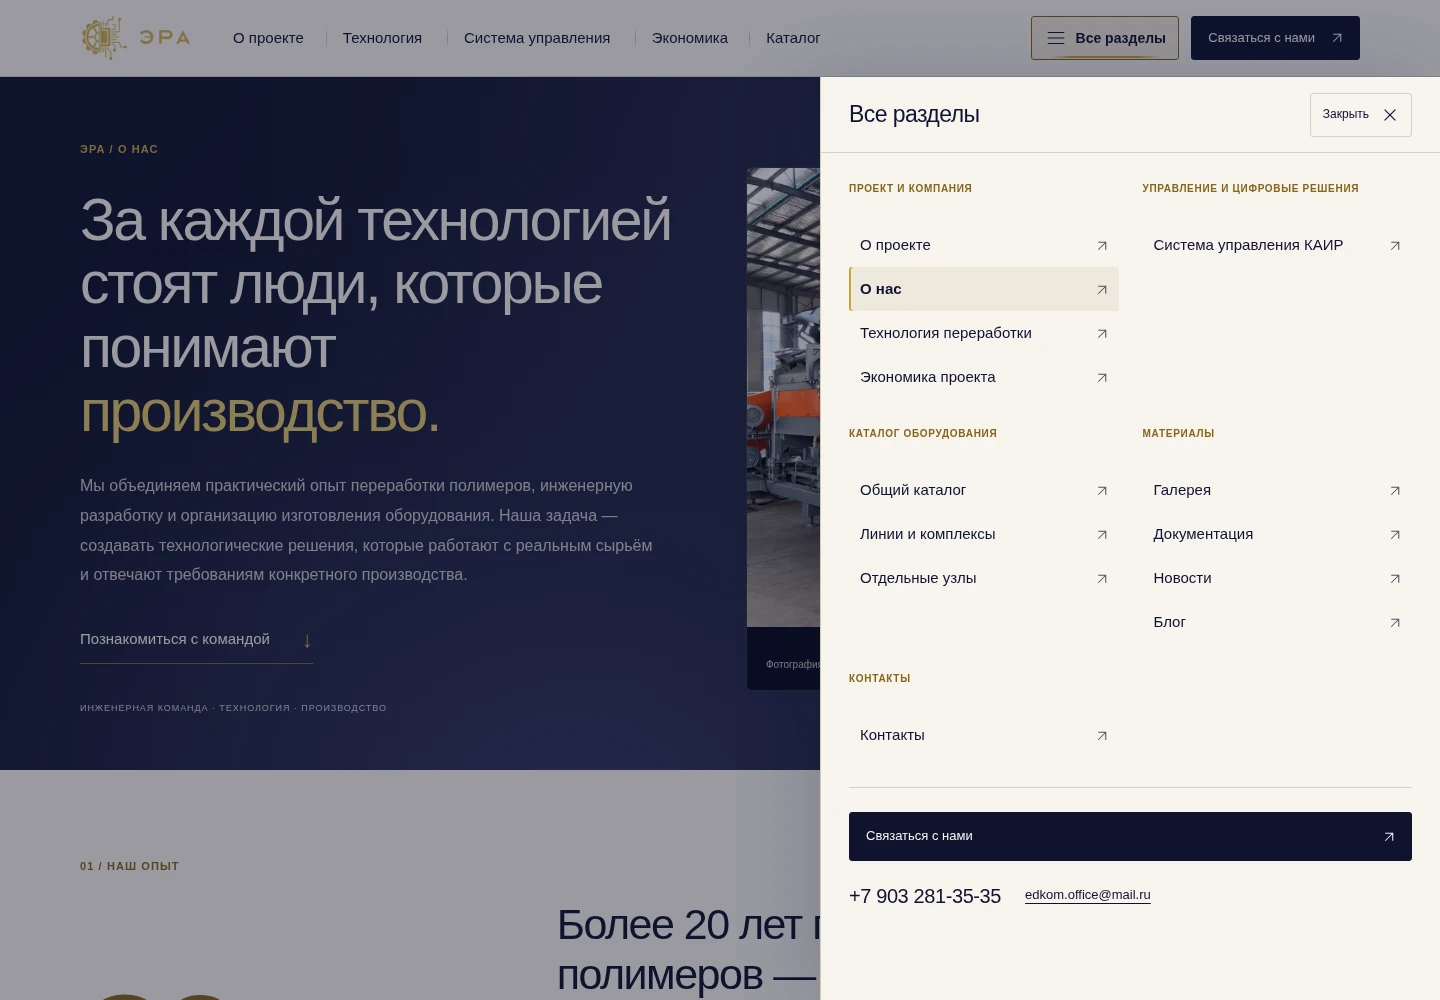 ЭРА
О проекте
Технология
Система управления
Экономика
Каталог
Все разделы
Связаться с нами
ЭРА / О НАС
За каждой технологией
стоят люди, которые
понимают
производство.
Мы объединяем практический опыт переработки полимеров, инженерную
разработку и организацию изготовления оборудования. Наша задача —
создавать технологические решения, которые работают с реальным сырьём
и отвечают требованиям конкретного производства.
Познакомиться с командой ↓
ИНЖЕНЕРНАЯ КОМАНДА · ТЕХНОЛОГИЯ · ПРОИЗВОДСТВО
Фотография
01 / НАШ ОПЫТ
Более 20 лет
полимеров —
Все разделы
Закрыть
ПРОЕКТ И КОМПАНИЯ
О проекте
О нас
Технология переработки
Экономика проекта
УПРАВЛЕНИЕ И ЦИФРОВЫЕ РЕШЕНИЯ
Система управления КАИР
КАТАЛОГ ОБОРУДОВАНИЯ
Общий каталог
Линии и комплексы
Отдельные узлы
МАТЕРИАЛЫ
Галерея
Документация
Новости
Блог
КОНТАКТЫ
Контакты
Связаться с нами
+7 903 281-35-35
edkom.office@mail.ru